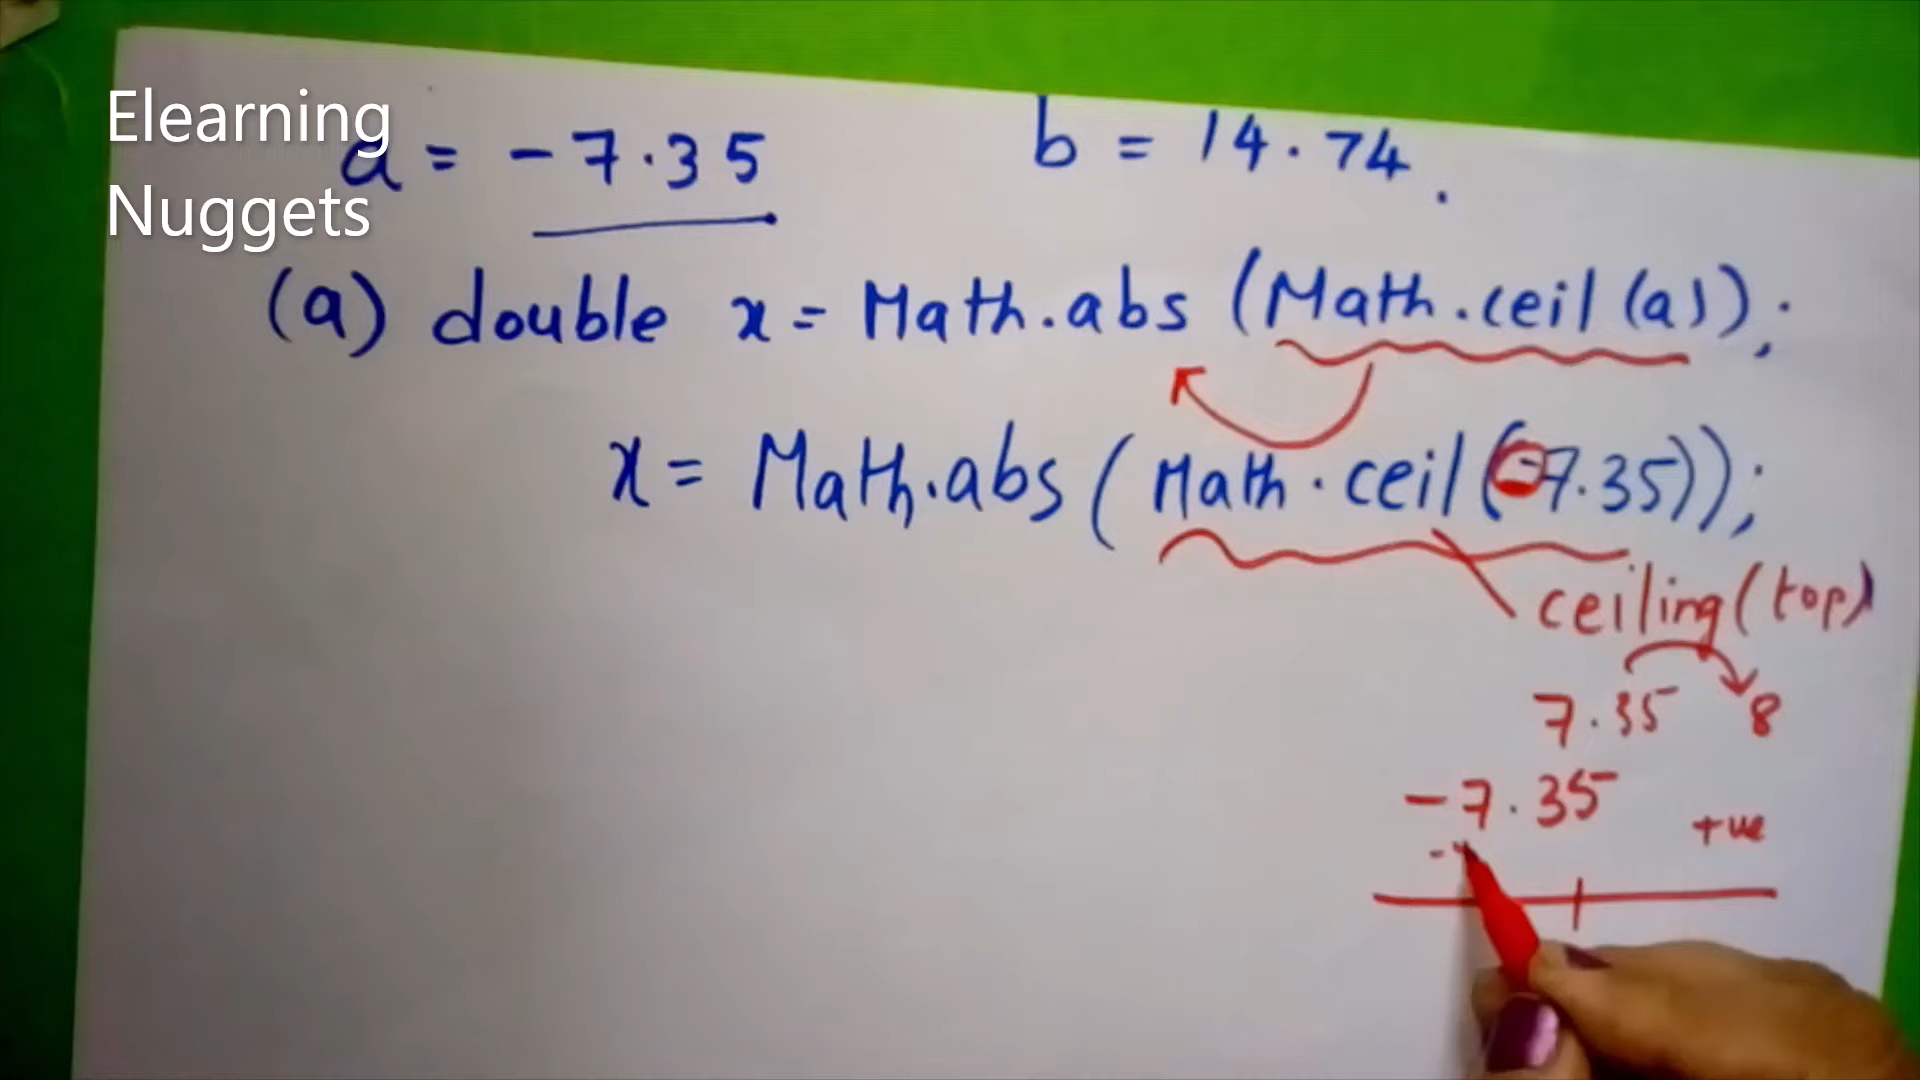 Elearning
Nuggets
a = -7.35
b = 14.74.
(a) double x = Math.abs (Math.ceil (a));
x = Math.abs (Math.ceil (-7.35));
ceiling (top)
7.35 8
-7.35
+ve